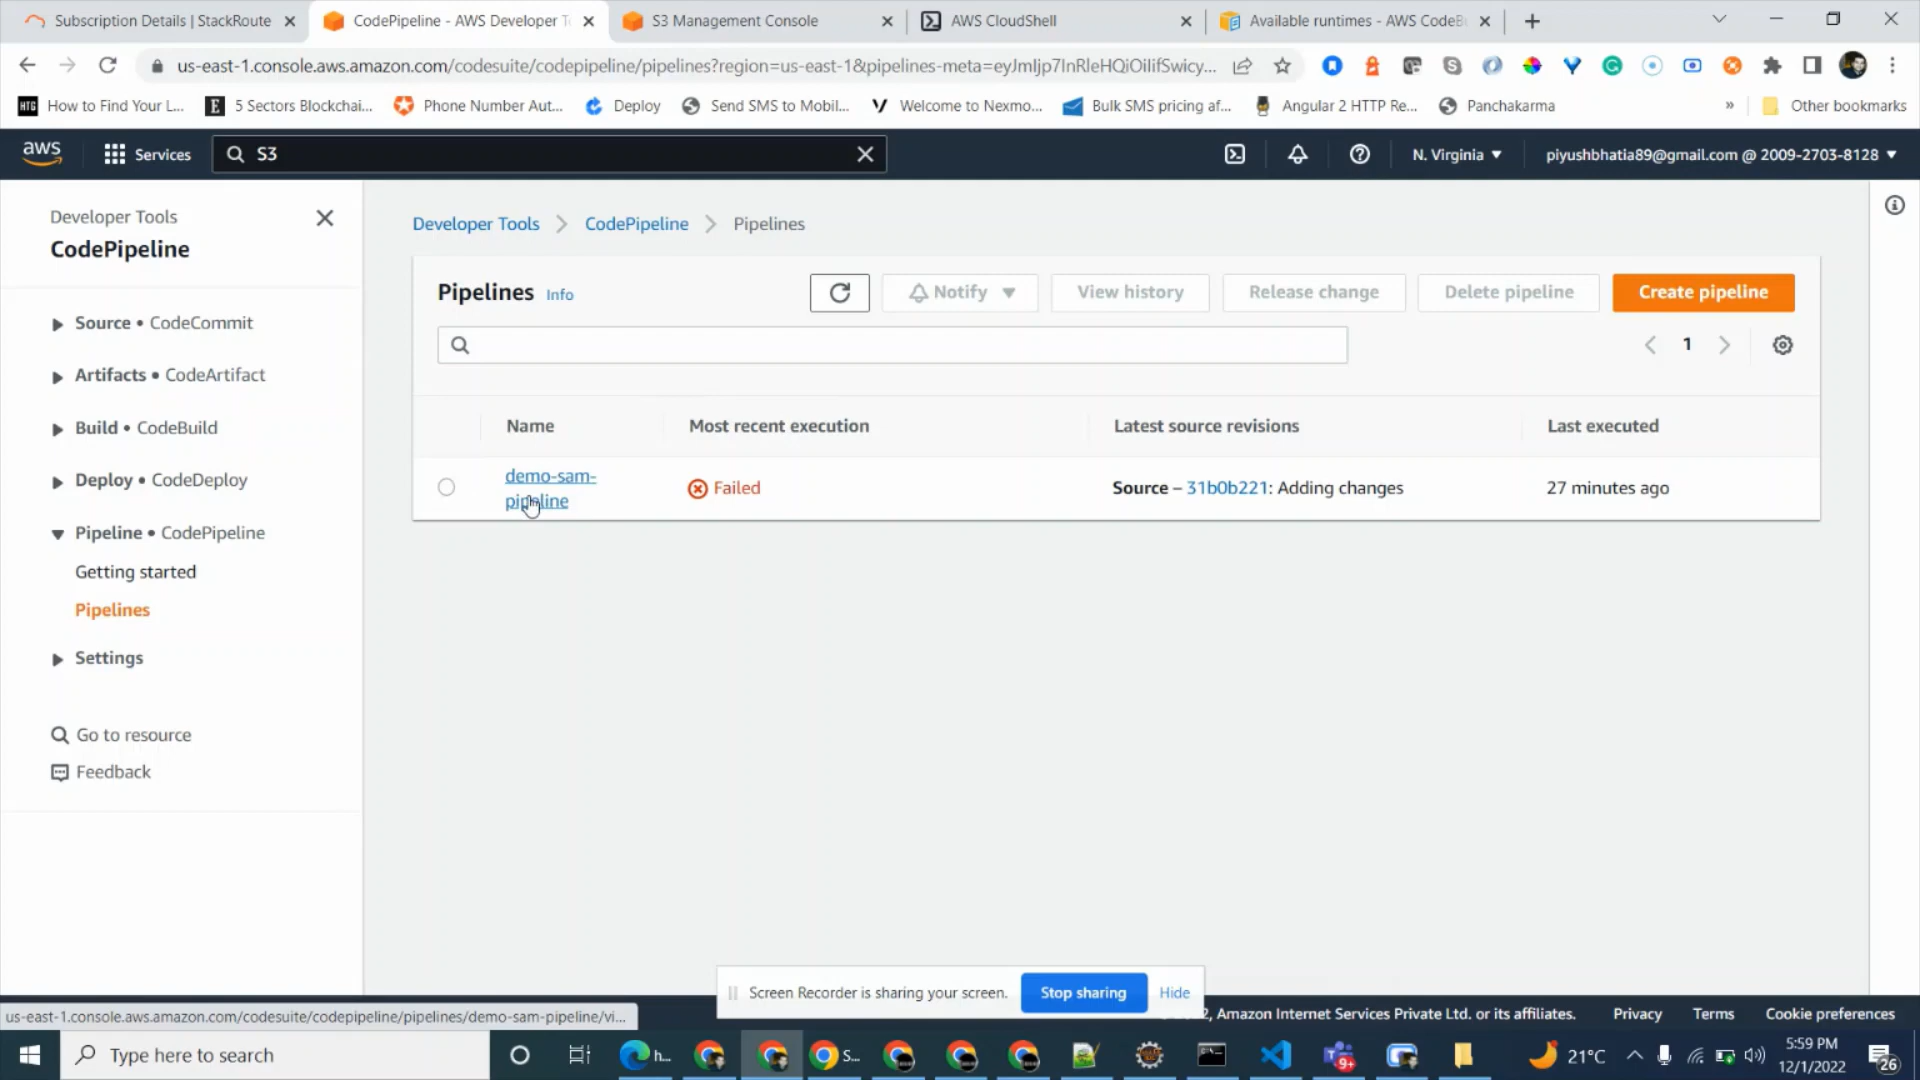 Subscription Details | StackRoute
CodePipeline - AWS Developer T
S3 Management Console
AWS CloudShell
Available runtimes - AWS CodeB
us-east-1.console.aws.amazon.com/codesuite/codepipeline/pipelines?region=us-east-1&pipelines-meta=eyJmIjp7InRleHQiOiIifSwicy...
HTG How to Find Your L...
E 5 Sectors Blockchai...
Phone Number Aut...
Deploy
Send SMS to Mobil...
Welcome to Nexmo...
Bulk SMS pricing af...
Angular 2 HTTP Re...
Panchakarma
»
Other bookmarks
aws
Services
S3
N. Virginia
piyushbhatia89@gmail.com @ 2009-2703-8128
Developer Tools
CodePipeline
Source • CodeCommit
Artifacts • CodeArtifact
Build • CodeBuild
Deploy • CodeDeploy
Pipeline • CodePipeline
Getting started
Pipelines
Settings
Go to resource
Feedback
Developer Tools > CodePipeline > Pipelines
Pipelines Info
Notify
View history
Release change
Delete pipeline
Create pipeline
1
Name
Most recent execution
Latest source revisions
Last executed
demo-sam-
pipeline
Failed
Source – 31b0b221: Adding changes
27 minutes ago
Screen Recorder is sharing your screen.
Stop sharing
Hide
us-east-1.console.aws.amazon.com/codesuite/codepipeline/pipelines/demo-sam-pipeline/vi...
2, Amazon Internet Services Private Ltd. or its affiliates.
Privacy
Terms
Cookie preferences
Type here to search
h...
S...
9+
21°C
5:59 PM
12/1/2022
26